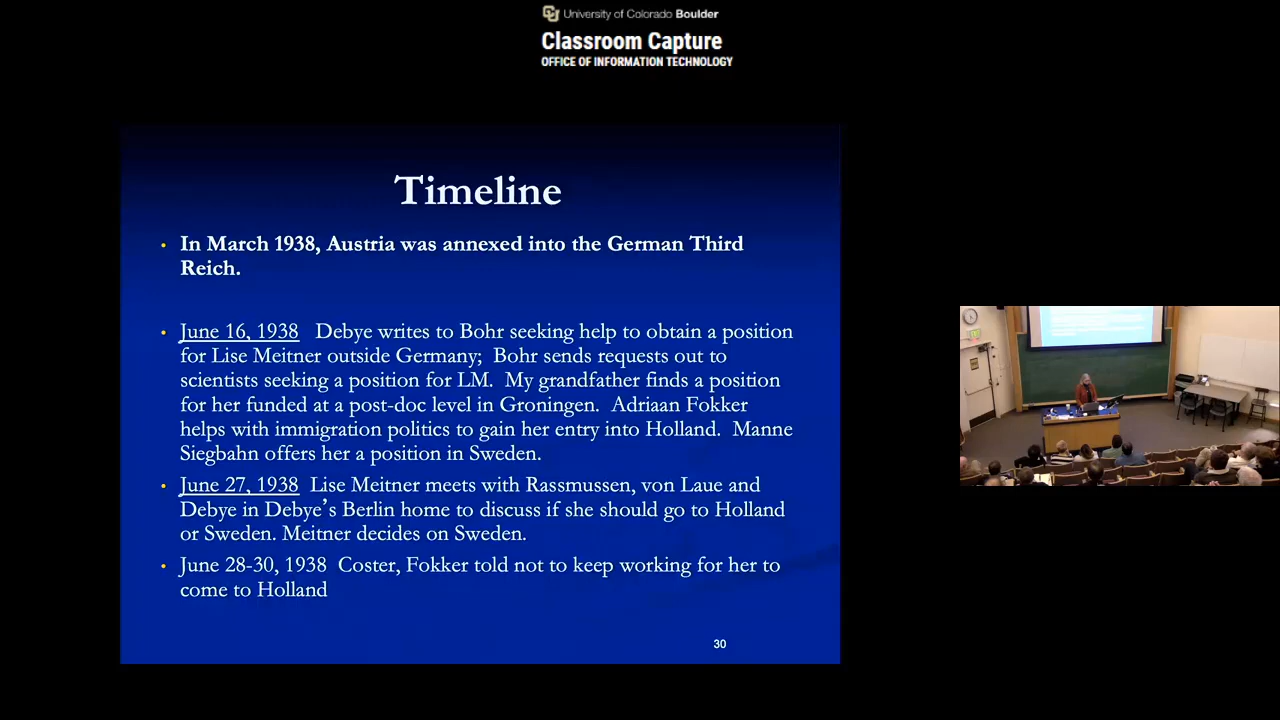 University of Colorado Boulder
Classroom Capture
OFFICE OF INFORMATION TECHNOLOGY
Timeline
• In March 1938, Austria was annexed into the German Third
Reich.
• June 16, 1938 Debye writes to Bohr seeking help to obtain a position
for Lise Meitner outside Germany; Bohr sends requests out to
scientists seeking a position for LM. My grandfather finds a position
for her funded at a post-doc level in Groningen. Adriaan Fokker
helps with immigration politics to gain her entry into Holland. Manne
Siegbahn offers her a position in Sweden.
• June 27, 1938 Lise Meitner meets with Rassmussen, von Laue and
Debye in Debye’s Berlin home to discuss if she should go to Holland
or Sweden. Meitner decides on Sweden.
• June 28-30, 1938 Coster, Fokker told not to keep working for her to
come to Holland
30